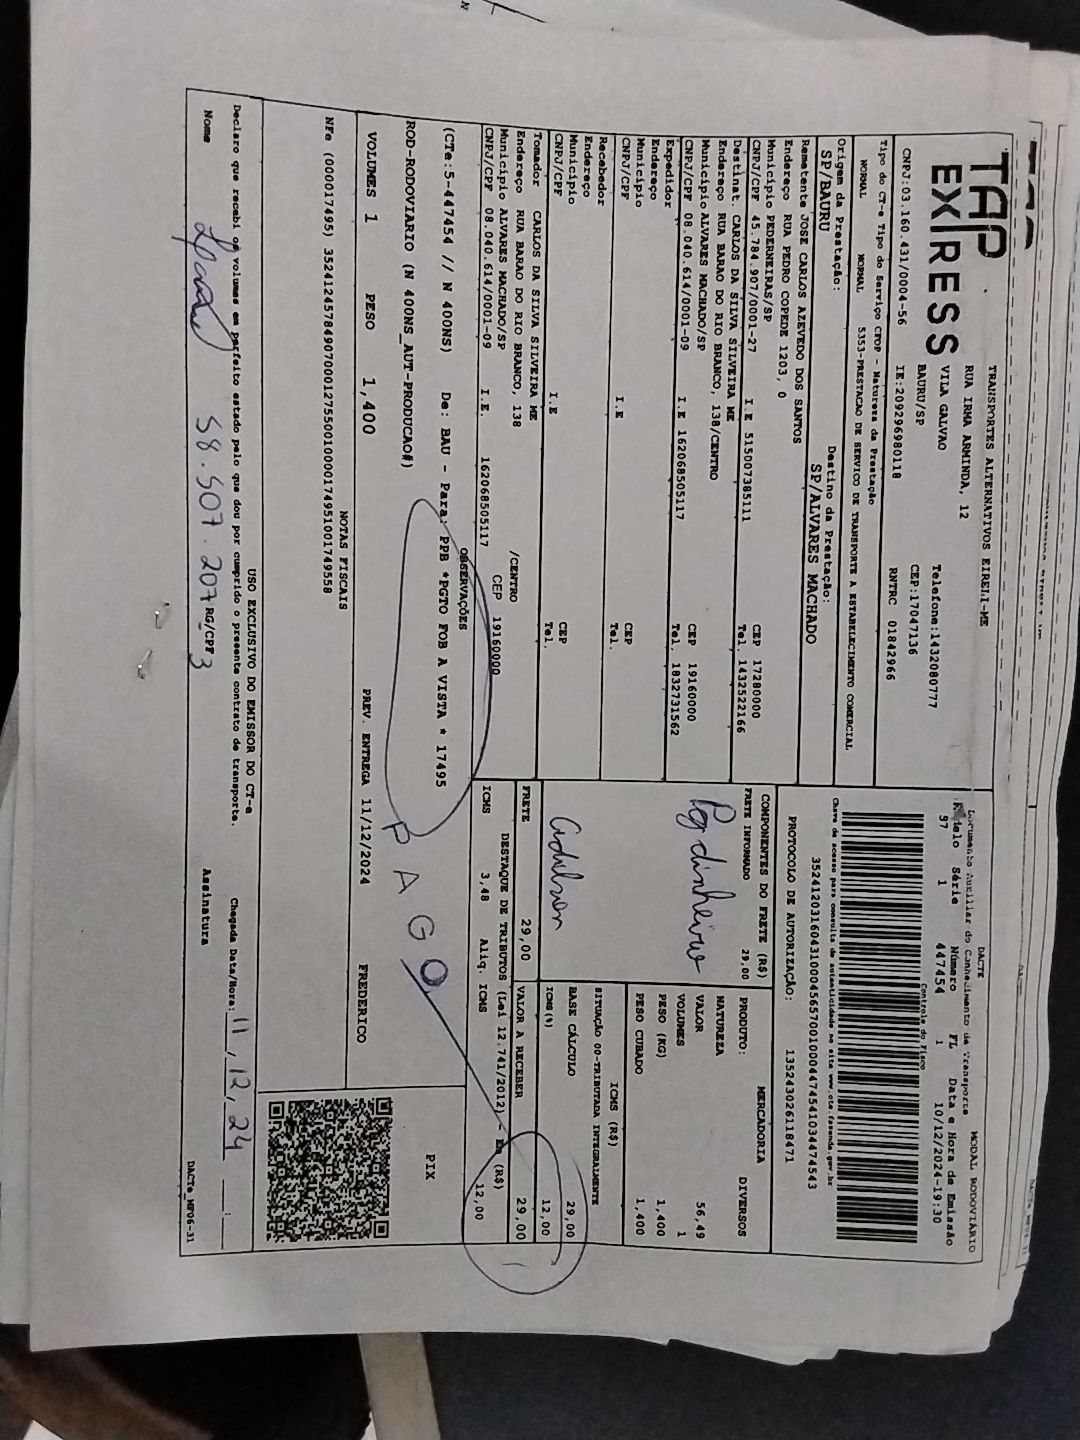 TAP
EXPRESS
TRANSPORTES ALTERNATIVOS EIRELI-ME
RUA IRMA ARMINDA, 12
VILA GALVAO Telefone:1432080777
BAURU/SP CEP:17047136
CNPJ:03.160.431/0004-56 IE:209296980118 RNTRC 01842966
DACTE MODAL RODOVIÁRIO
Documento Auxiliar do Conhecimento de Transporte
Série Número FL Data e Hora de Emissão
57 1 447454 1 10/12/2024-19:30
Controle do Fisco
Chave de acesso para consulta de autenticidade no site www.cte.fazenda.gov.br
PROTOCOLO DE AUTORIZAÇÃO: 135243026118471
Tipo do CT-e Tipo do Serviço CFOP - Natureza da Prestação
NORMAL NORMAL 5353-PRESTACAO DE SERVICO DE TRANSPORTE A ESTABELECIMENTO COMERCIAL
Origem da Prestação: Destino da Prestação:
SP/BAURU SP/ALVARES MACHADO
Remetente JOSE CARLOS AZEVEDO DOS SANTOS
Endereço RUA PEDRO COPEDE 1203, 0
Município PEDERNEIRAS/SP CEP 17280000
CNPJ/CPF 45.784.907/0001-27 I.E 515007385111 Tel. 1432522166
Destinat. CARLOS DA SILVA SILVEIRA ME
Endereço RUA BARAO DO RIO BRANCO, 138/CENTRO
Município ALVARES MACHADO/SP CEP 19160000
CNPJ/CPF 08.040.614/0001-09 I.E 162068505117 Tel. 1832731562
Expedidor
Endereço
Município CEP
CNPJ/CPF I.E Tel.
Recebedor
Endereço
Município CEP
CNPJ/CPF I.E Tel.
Tomador CARLOS DA SILVA SILVEIRA ME
Endereço RUA BARAO DO RIO BRANCO, 138 /CENTRO
Município ALVARES MACHADO/SP CEP 19160000
CNPJ/CPF 08.040.614/0001-09 I.E. 162068505117
COMPONENTES DO FRETE (R$)
FRETE INFORMADO 29,00
Pg dinheiro
Adilson
FRETE 29,00
VALOR A RECEBER 29,00
MERCADORIA
PRODUTO: DIVERSOS
NATUREZA
VALOR 56,49
VOLUMES 1
PESO (KG) 1,400
PESO CUBADO 1,400
ICMS (R$)
SITUAÇÃO 00-TRIBUTADA INTEGRALMENTE
BASE CÁLCULO 29,00
ICMS(%) 12,00
DESTAQUE DE TRIBUTOS (Lei 12.741/2012) - Em (R$)
ICMS 3,48 Aliq. ICMS 12,00
OBSERVAÇÕES
(CTe:5-447454 // N 400NS) De: BAU - Para: PPB *PGTO FOB A VISTA * 17495
ROD-RODOVIARIO (N 400NS_AUT-PRODUCAO#)
PAGO
PIX
VOLUMES 1 PESO 1,400 PREV. ENTREGA 11/12/2024 FREDERICO
NOTAS FISCAIS
NFe (000017495) 35241245784907000127550010000174951001749558
USO EXCLUSIVO DO EMISSOR DO CT-e
Declaro que recebi os volumes em perfeito estado pelo que dou por cumprido o presente contrato de transporte. Chegada Data/Hora: 11/12/24 __:__
Nome 58.507.207 RG/CPF 3 Assinatura
DACTe_MP06-31